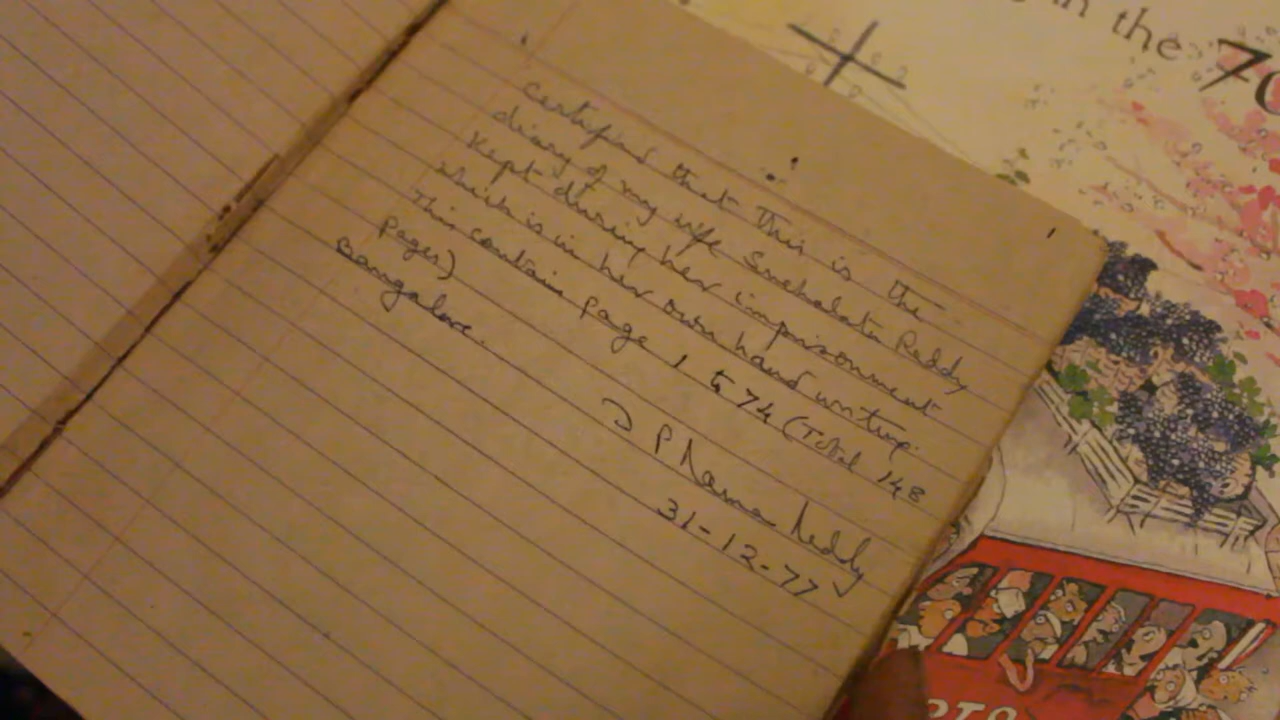 Certified that this is the
diary of my wife Snehalata Reddy
Kept during her imprisonment
which is in her own hand writing.
This contain page 1 to 74 (Total 148
pages)
Bangalore.
D P Rama Reddy
31-12-77
in the 70